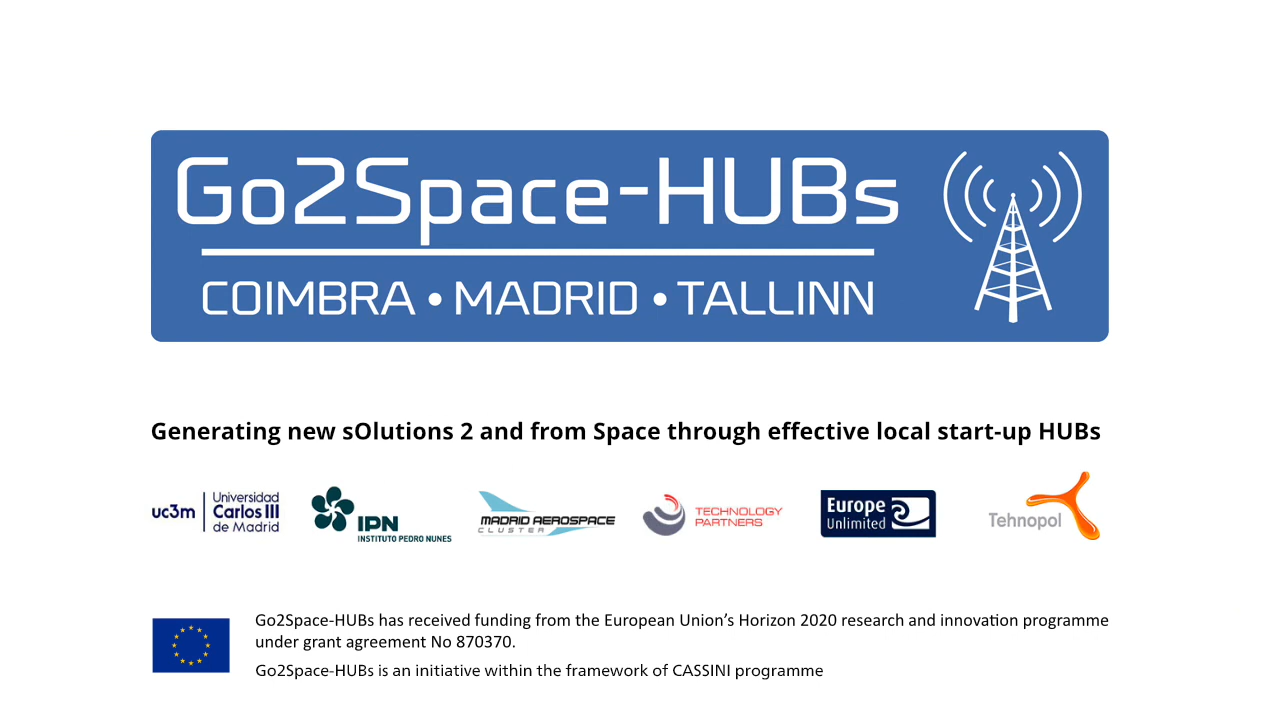 Go2Space-HUBs
COIMBRA • MADRID • TALLINN
Generating new sOlutions 2 and from Space through effective local start-up HUBs
uc3m
Universidad
Carlos III
de Madrid
IPN
INSTITUTO PEDRO NUNES
MADRID AEROSPACE
CLUSTER
TECHNOLOGY
PARTNERS
Europe
Unlimited
Tehnopol
Go2Space-HUBs has received funding from the European Union’s Horizon 2020 research and innovation programme
under grant agreement No 870370.
Go2Space-HUBs is an initiative within the framework of CASSINI programme